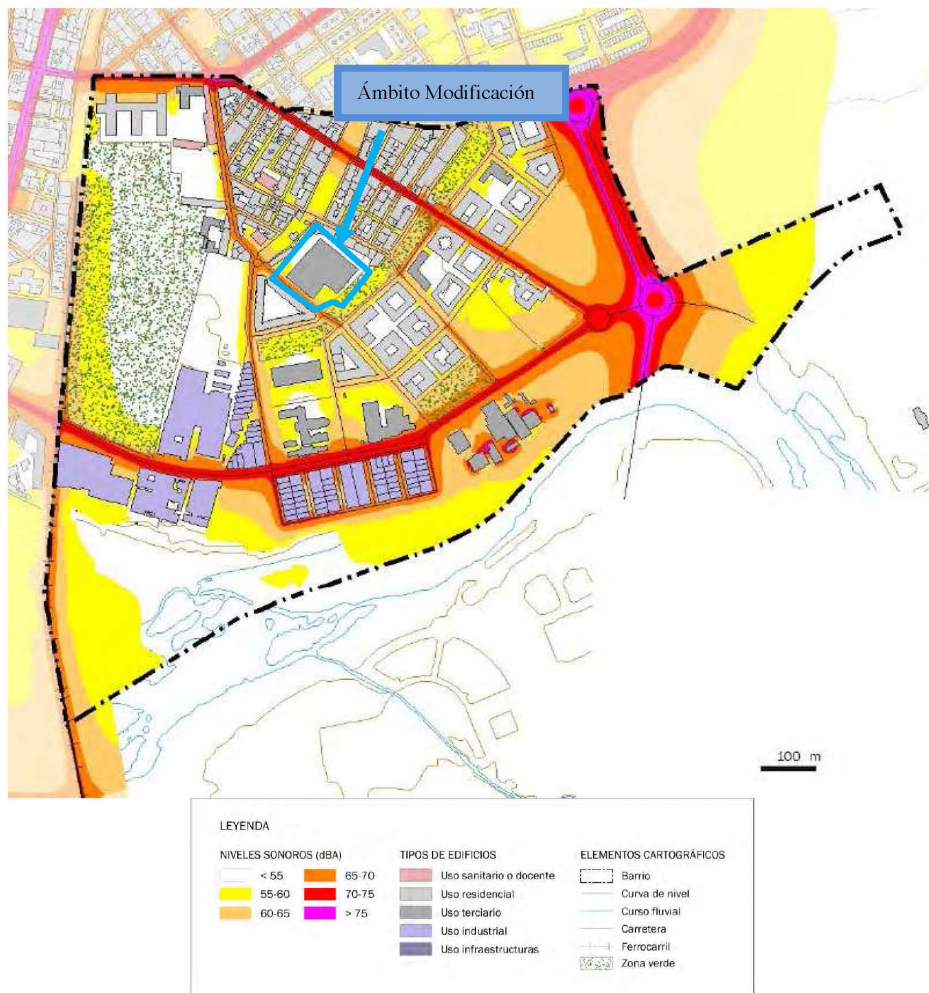 Ámbito Modificación
100 m
LEYENDA
NIVELES SONOROS (dBA)
< 55
55-60
60-65
65-70
70-75
> 75
TIPOS DE EDIFICIOS
Uso sanitario o docente
Uso residencial
Uso terciario
Uso industrial
Uso infraestructuras
ELEMENTOS CARTOGRÁFICOS
Barrio
Curva de nivel
Curso fluvial
Carretera
Ferrocarril
Zona verde